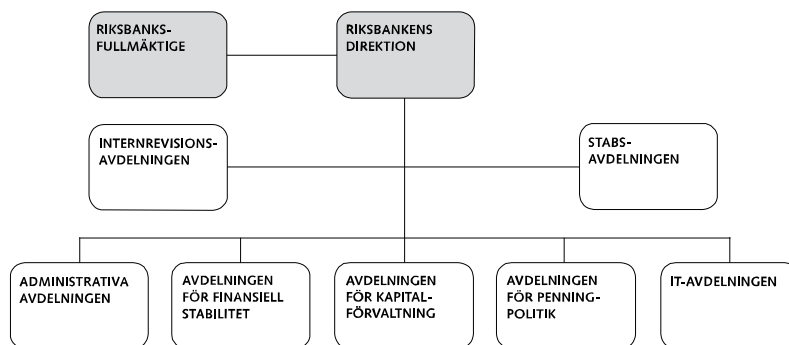 RIKSBANKS-
FULLMÄKTIGE
RIKSBANKENS
DIREKTION
INTERNREVISIONS-
AVDELNINGEN
STABS-
AVDELNINGEN
ADMINISTRATIVA
AVDELNINGEN
AVDELNINGEN
FÖR FINANSIELL
STABILITET
AVDELNINGEN
FÖR KAPITAL-
FÖRVALTNING
AVDELNINGEN
FÖR PENNING-
POLITIK
IT-AVDELNINGEN